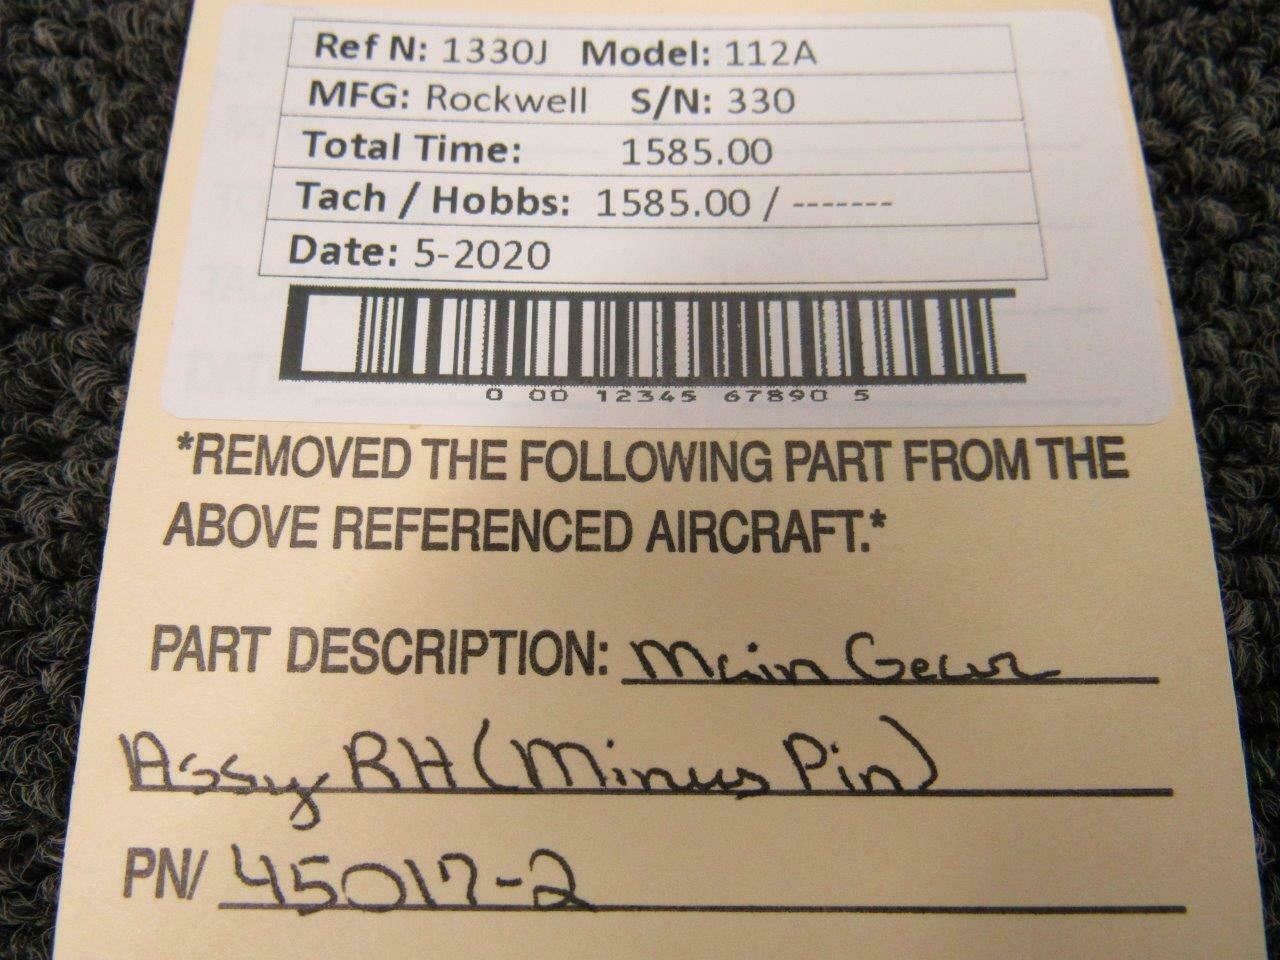 Ref N: 1330J Model: 112A
MFG: Rockwell S/N: 330
Total Time: 1585.00
Tach / Hobbs: 1585.00 / -------
Date: 5-2020
0 00 12345 67890 5
*REMOVED THE FOLLOWING PART FROM THE
ABOVE REFERENCED AIRCRAFT.*
PART DESCRIPTION: Main Gear
Assy RH (Minus Pin)
PN/ 45017-2